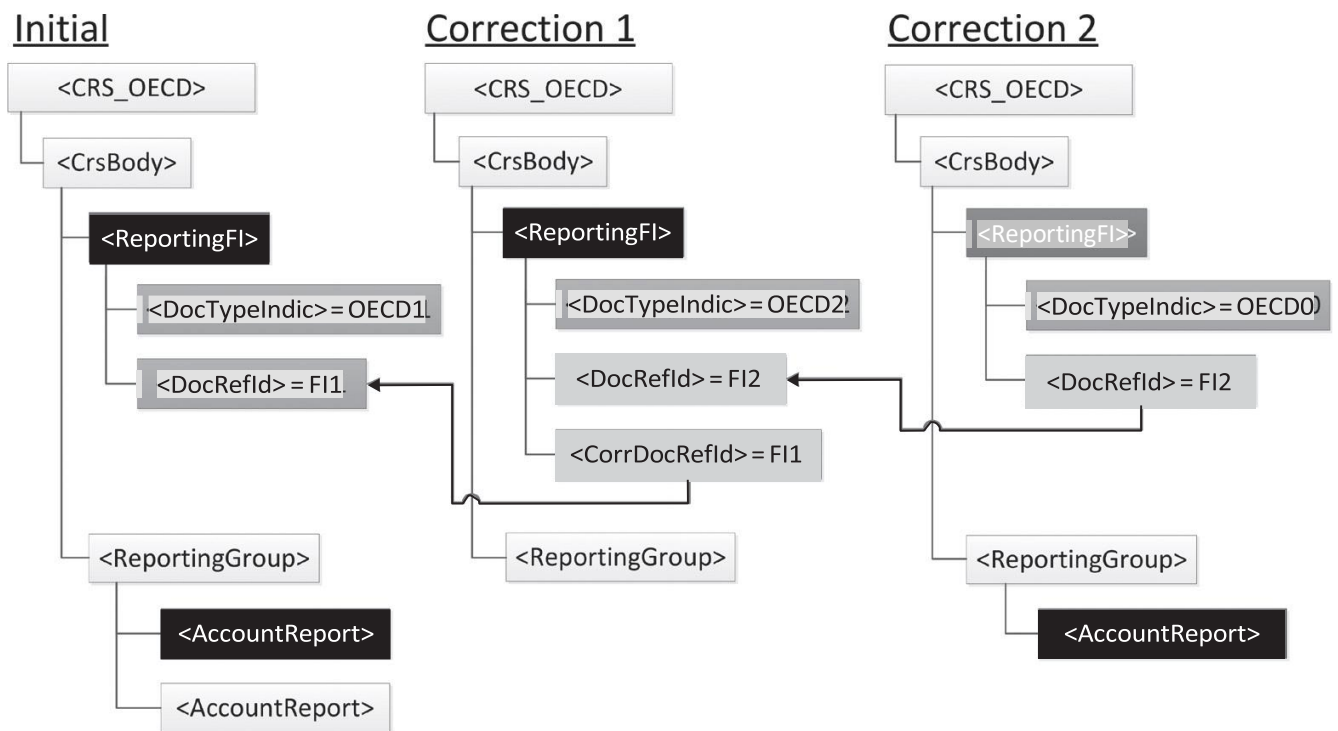 Initial
<CRS_OECD>
<CrsBody>
<ReportingFI>
<DocTypeIndic> = OECD1
<DocRefId> = FI1
<ReportingGroup>
<AccountReport>
<AccountReport>
Correction 1
<CRS_OECD>
<CrsBody>
<ReportingFI>
<DocTypeIndic> = OECD2
<DocRefId> = FI2
<CorrDocRefId> = FI1
<ReportingGroup>
Correction 2
<CRS_OECD>
<CrsBody>
<ReportingFI>
<DocTypeIndic> = OECD0
<DocRefId> = FI2
<ReportingGroup>
<AccountReport>